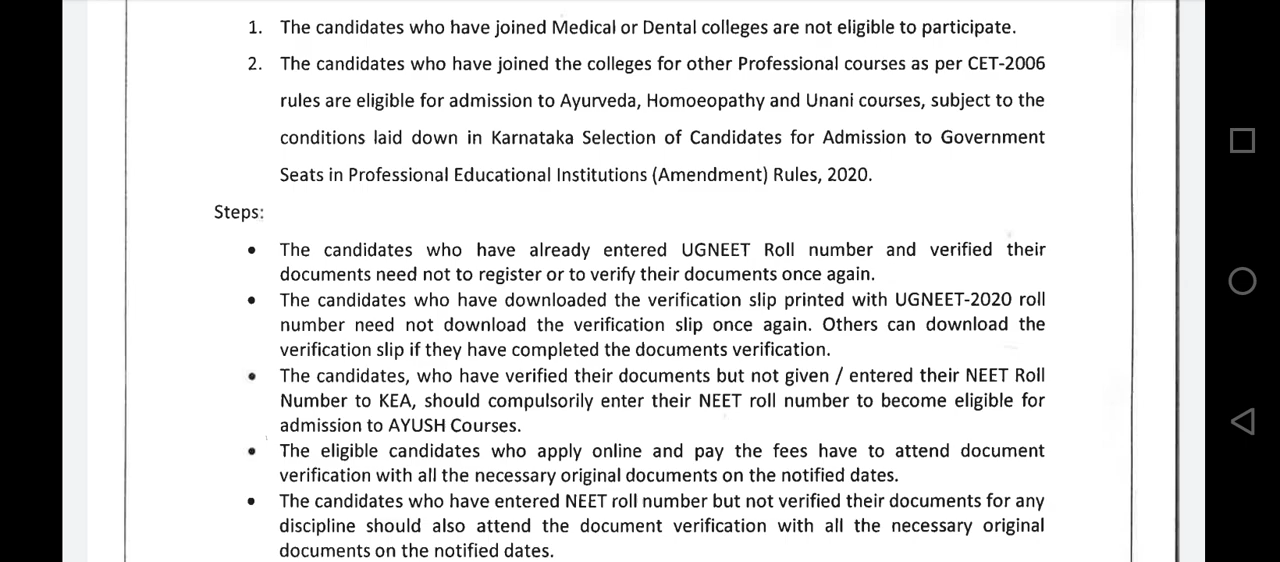 1. The candidates who have joined Medical or Dental colleges are not eligible to participate.
2. The candidates who have joined the colleges for other Professional courses as per CET-2006
rules are eligible for admission to Ayurveda, Homoeopathy and Unani courses, subject to the
conditions laid down in Karnataka Selection of Candidates for Admission to Government
Seats in Professional Educational Institutions (Amendment) Rules, 2020.
Steps:
• The candidates who have already entered UGNEET Roll number and verified their
documents need not to register or to verify their documents once again.
• The candidates who have downloaded the verification slip printed with UGNEET-2020 roll
number need not download the verification slip once again. Others can download the
verification slip if they have completed the documents verification.
• The candidates, who have verified their documents but not given / entered their NEET Roll
Number to KEA, should compulsorily enter their NEET roll number to become eligible for
admission to AYUSH Courses.
• The eligible candidates who apply online and pay the fees have to attend document
verification with all the necessary original documents on the notified dates.
• The candidates who have entered NEET roll number but not verified their documents for any
discipline should also attend the document verification with all the necessary original
documents on the notified dates.